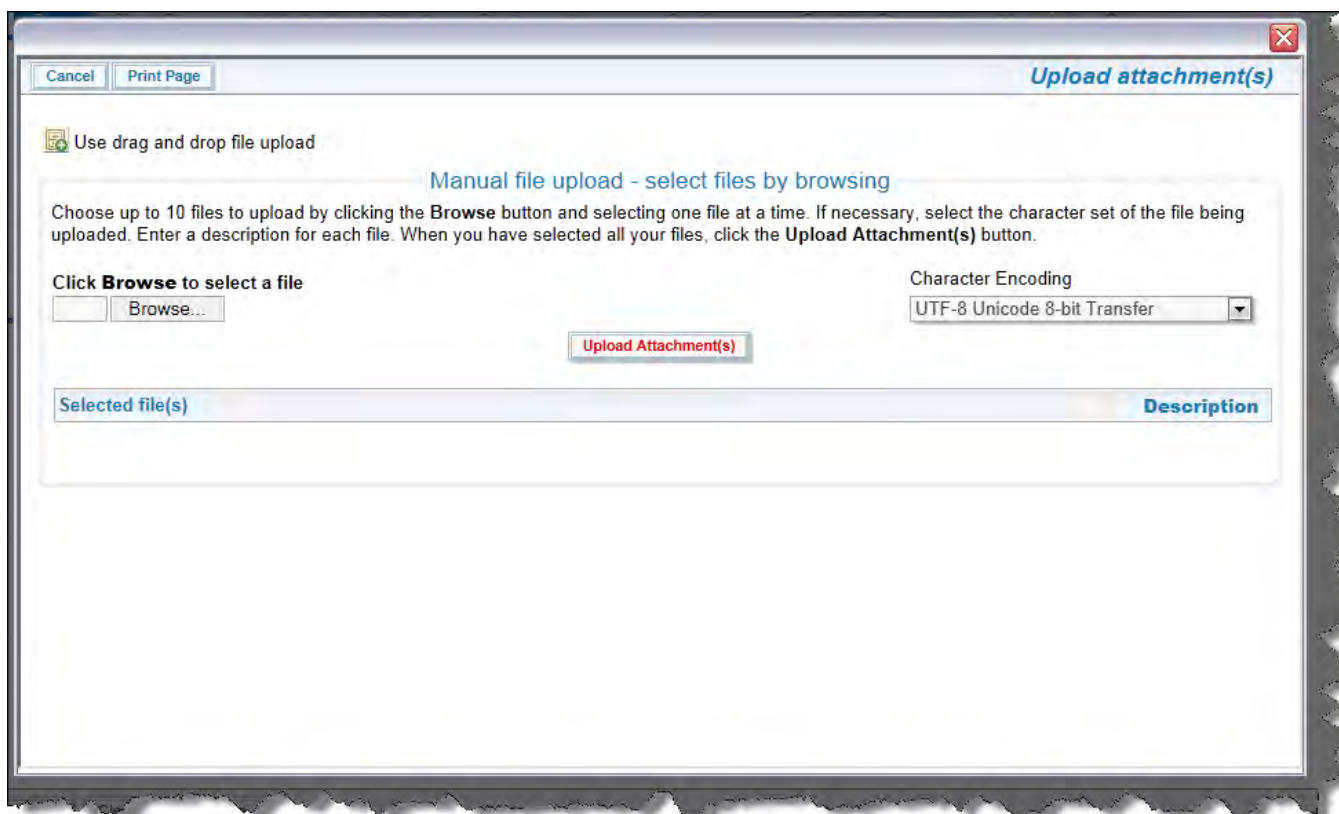 Cancel Print Page Upload attachment(s)
Use drag and drop file upload
Manual file upload - select files by browsing
Choose up to 10 files to upload by clicking the Browse button and selecting one file at a time. If necessary, select the character set of the file being
uploaded. Enter a description for each file. When you have selected all your files, click the Upload Attachment(s) button.
Click Browse to select a file Character Encoding
Browse... UTF-8 Unicode 8-bit Transfer
Upload Attachment(s)
Selected file(s) Description